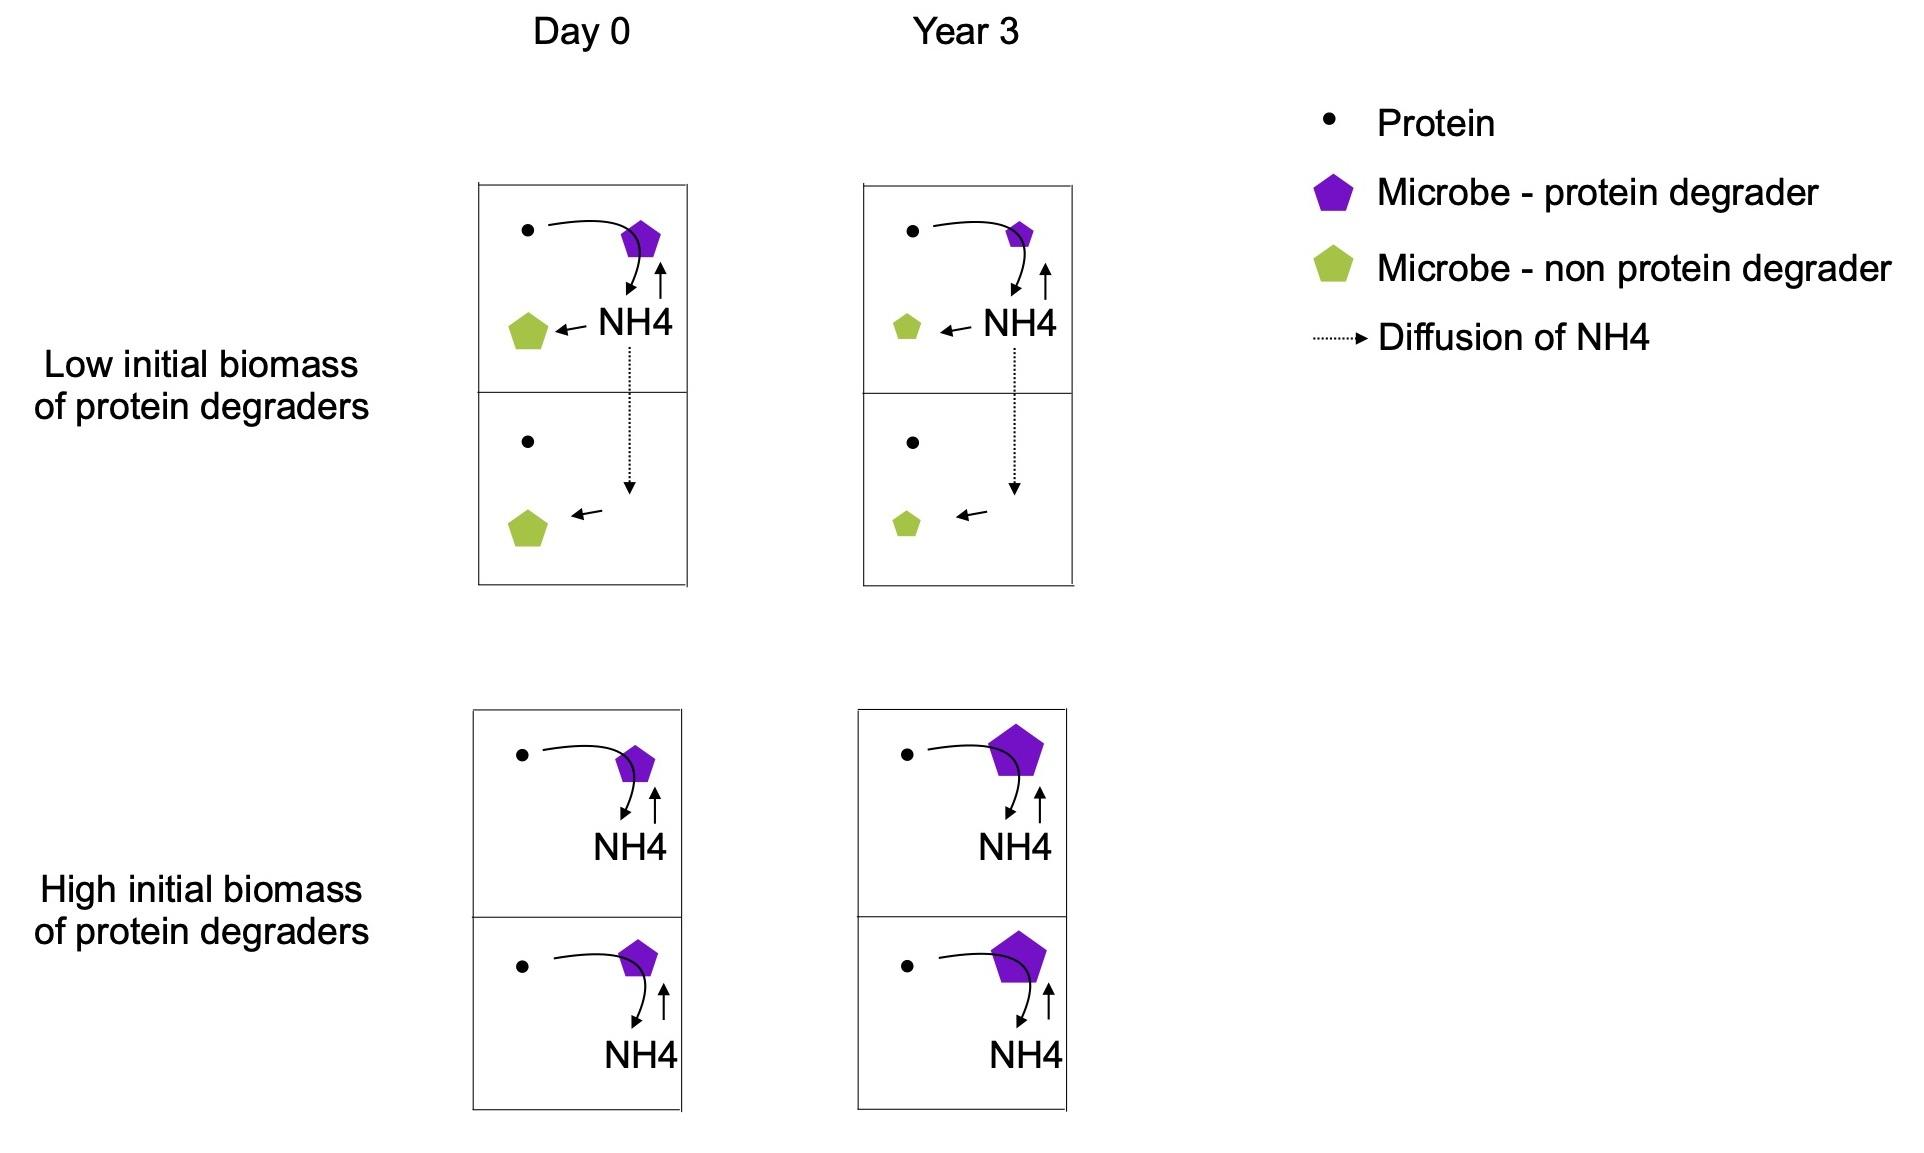 Day 0
Year 3
Protein
Microbe - protein degrader
Microbe - non protein degrader
Diffusion of NH4
Low initial biomass
of protein degraders
NH4
NH4
High initial biomass
of protein degraders
NH4
NH4
NH4
NH4